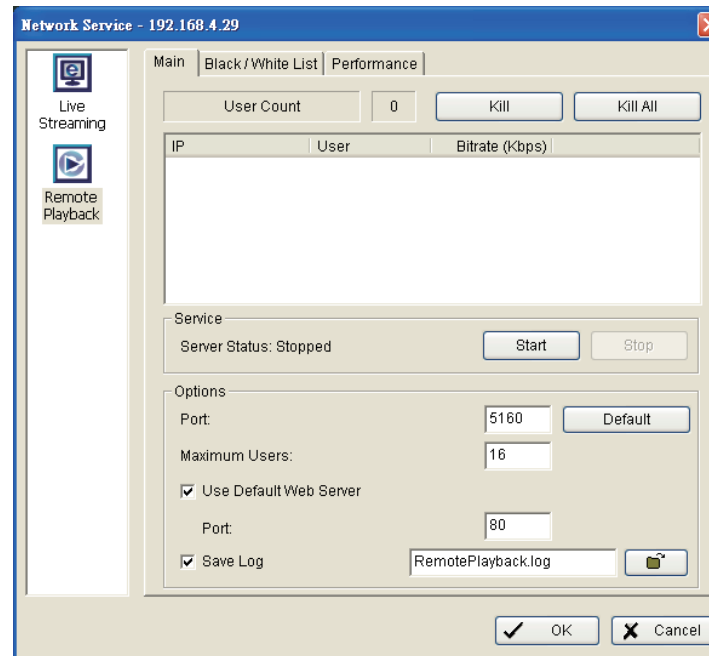 Network Service - 192.168.4.29
Live
Streaming
Remote
Playback
Main Black / White List Performance
User Count 0 Kill Kill All
IP User Bitrate (Kbps)
Service
Server Status: Stopped Start Stop
Options
Port: 5160 Default
Maximum Users: 16
Use Default Web Server
Port: 80
Save Log RemotePlayback.log
OK Cancel